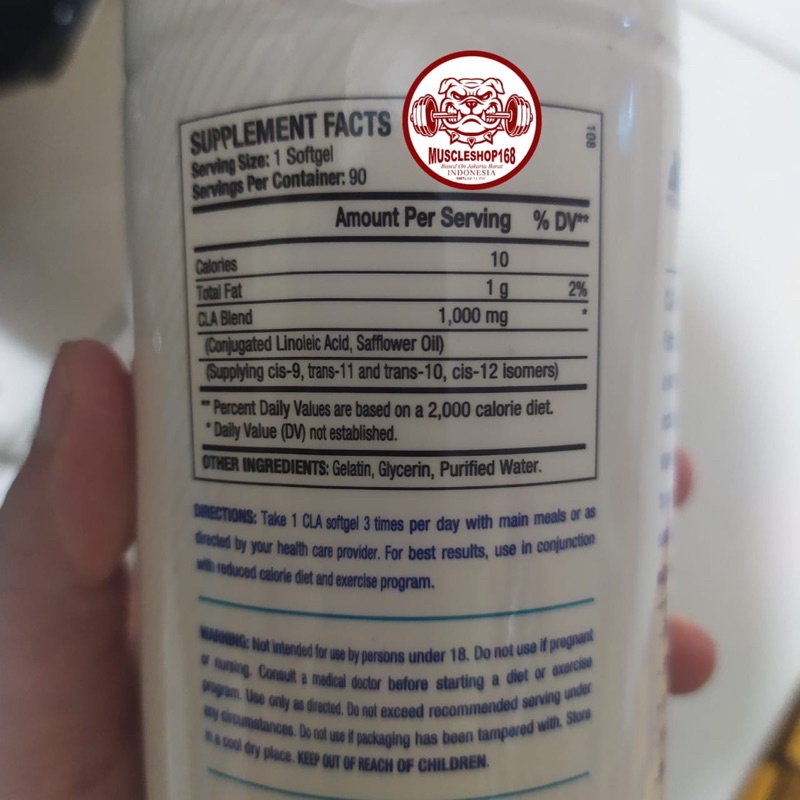 SUPPLEMENT FACTS
Serving Size: 1 Softgel
Servings Per Container: 90
108
MUSCLESHOP168
Based On Jakarta Barat
INDONESIA
Amount Per Serving % DV**
Calories 10
Total Fat 1 g 2%
CLA Blend 1,000 mg *
(Conjugated Linoleic Acid, Safflower Oil)
(Supplying cis-9, trans-11 and trans-10, cis-12 isomers)
** Percent Daily Values are based on a 2,000 calorie diet.
* Daily Value (DV) not established.
OTHER INGREDIENTS: Gelatin, Glycerin, Purified Water.
DIRECTIONS: Take 1 CLA softgel 3 times per day with main meals or as
directed by your health care provider. For best results, use in conjunction
with reduced calorie diet and exercise program.
WARNING: Not intended for use by persons under 18. Do not use if pregnant
or nursing. Consult a medical doctor before starting a diet or exercise
program. Use only as directed. Do not exceed recommended serving under
any circumstances. Do not use if packaging has been tampered with. Store
in a cool dry place. KEEP OUT OF REACH OF CHILDREN.